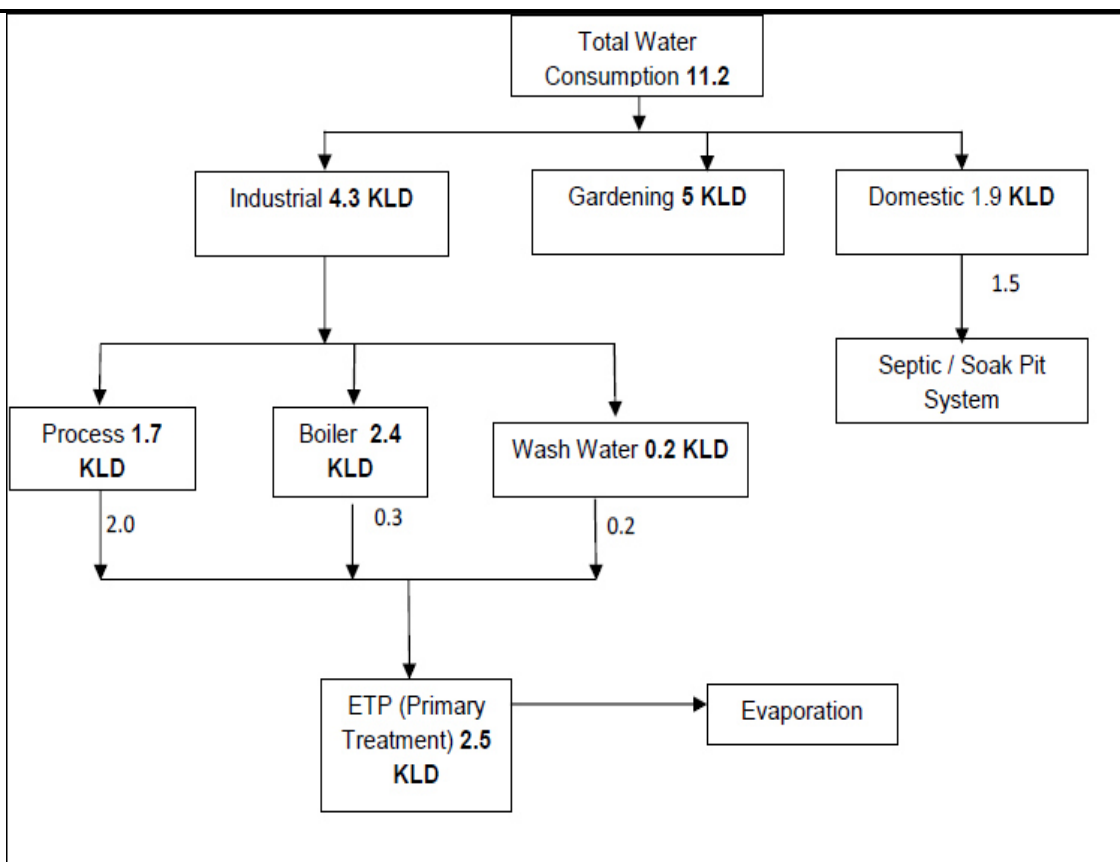 Total Water
Consumption 11.2
Industrial 4.3 KLD
Gardening 5 KLD
Domestic 1.9 KLD
1.5
Septic / Soak Pit
System
Process 1.7
KLD
Boiler 2.4
KLD
Wash Water 0.2 KLD
2.0
0.3
0.2
ETP (Primary
Treatment) 2.5
KLD
Evaporation